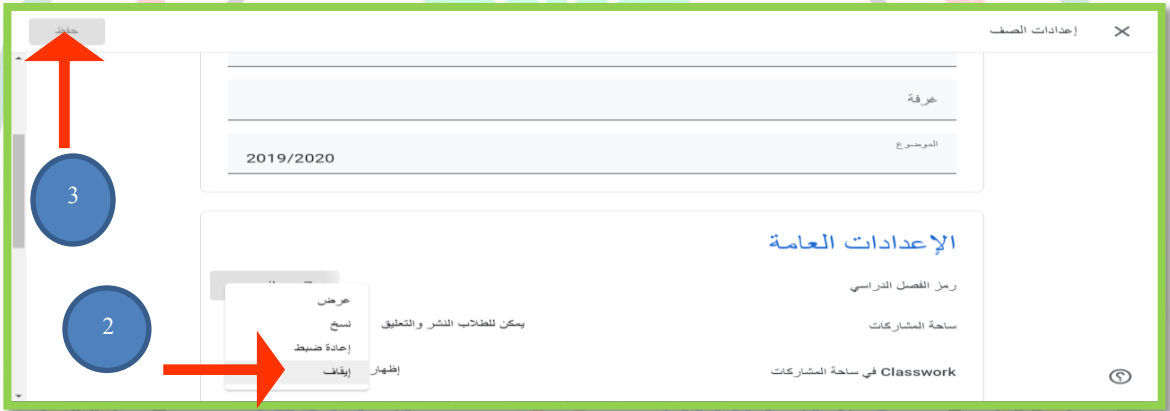 إعدادات الصف
حفظ
غرفة
الموضوع
2019/2020
3
الإعدادات العامة
رمز الفصل الدراسي
عرض
ساحة المشاركات
يمكن للطلاب النشر والتعليق
نسخ
2
إعادة ضبط
Classwork في ساحة المشاركات
إظهار
إيقاف